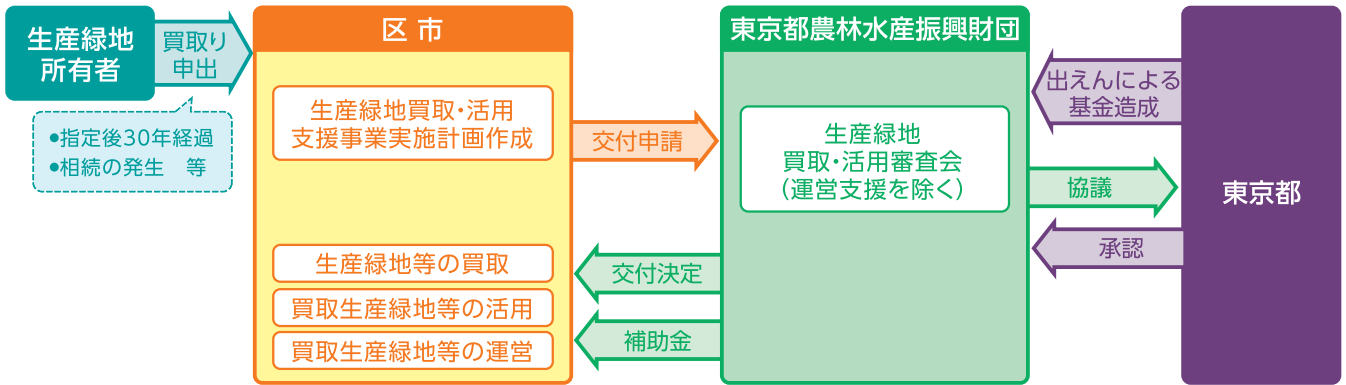 生産緑地
所有者
買取り
申出
●指定後30年経過
●相続の発生　等
区 市
生産緑地買取・活用
支援事業実施計画作成
生産緑地等の買取
買取生産緑地等の活用
買取生産緑地等の運営
交付申請
交付決定
補助金
東京都農林水産振興財団
生産緑地
買取・活用審査会
(運営支援を除く)
出えんによる
基金造成
協議
承認
東京都